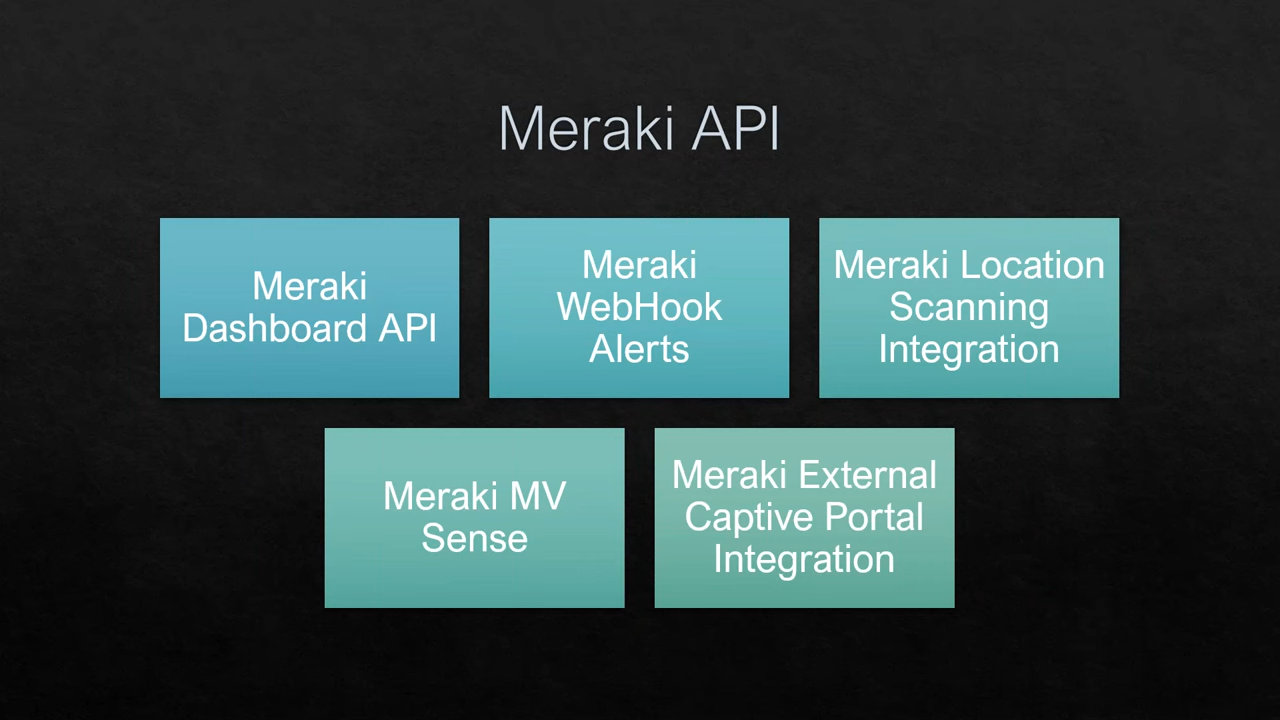 Meraki API
Meraki
Dashboard API
Meraki
WebHook
Alerts
Meraki Location
Scanning
Integration
Meraki MV
Sense
Meraki External
Captive Portal
Integration